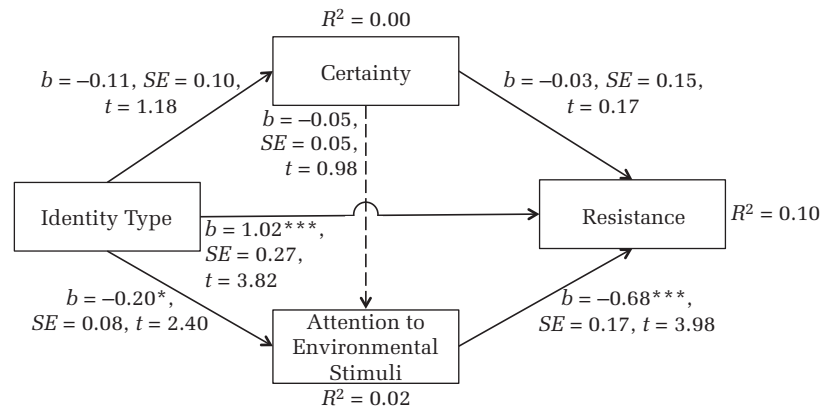 R² = 0.00
Certainty
b = –0.11, SE = 0.10,
t = 1.18
b = –0.03, SE = 0.15,
t = 0.17
b = –0.05,
SE = 0.05,
t = 0.98
Identity Type
Resistance
R² = 0.10
b = 1.02***,
SE = 0.27,
t = 3.82
b = –0.20*,
SE = 0.08, t = 2.40
b = –0.68***,
SE = 0.17, t = 3.98
Attention to
Environmental
Stimuli
R² = 0.02